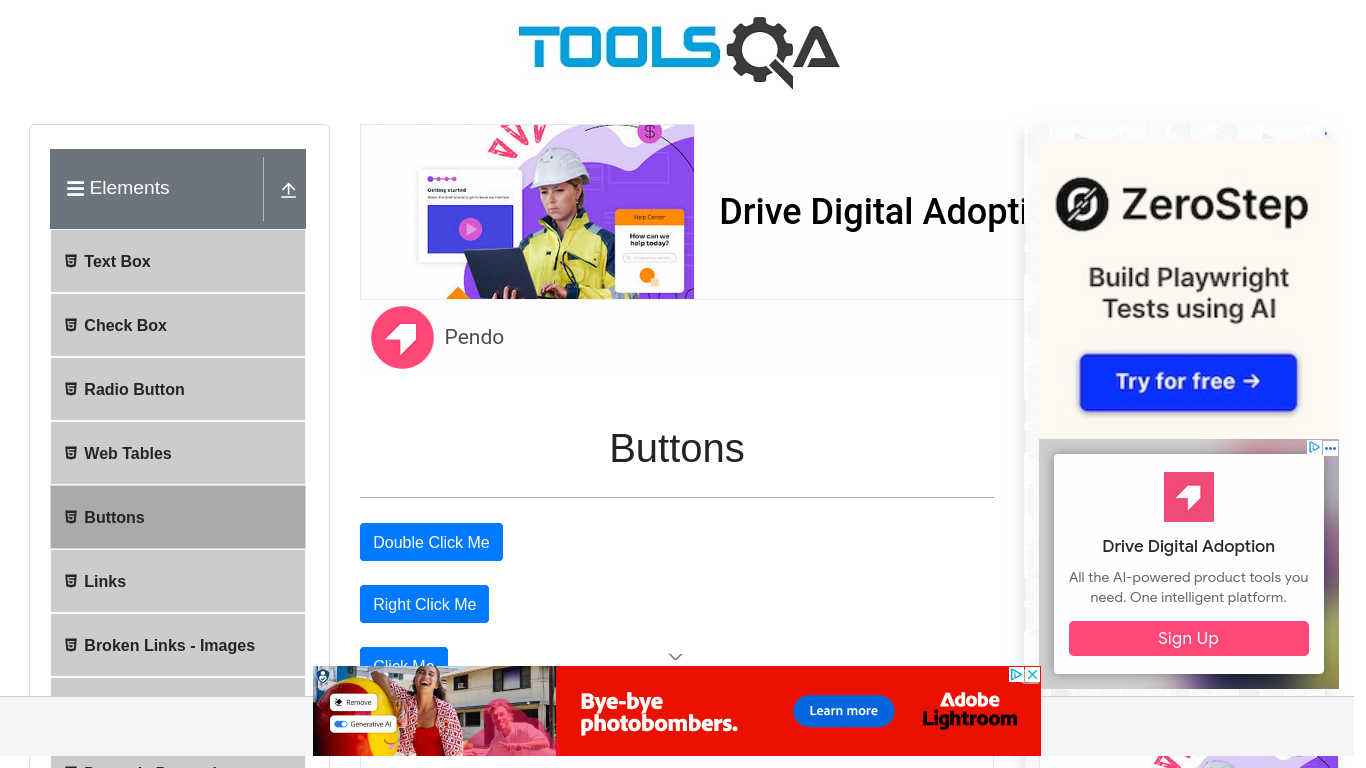 TOOLSQA
Elements
Text Box
Check Box
Radio Button
Web Tables
Buttons
Links
Broken Links - Images
Getting started
Help Center
How can we
help today?
Drive Digital Adopti
Pendo
Buttons
Double Click Me
Right Click Me
Click Me
ZeroStep
Build Playwright
Tests using AI
Try for free →
Drive Digital Adoption
All the AI-powered product tools you
need. One intelligent platform.
Sign Up
Remove
Generative AI
Bye-bye
photobombers.
Learn more
Adobe
Lightroom